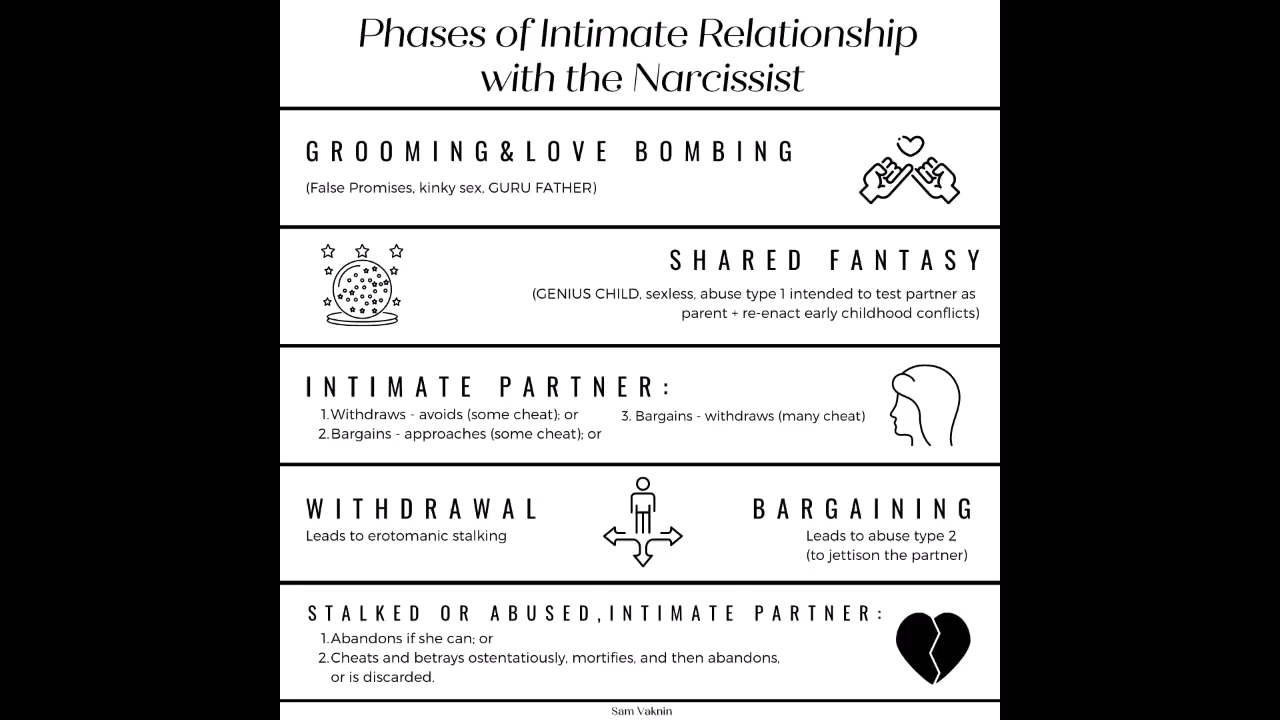 Phases of Intimate Relationship
with the Narcissist
GROOMING&LOVE BOMBING
(False Promises, kinky sex, GURU FATHER)
SHARED FANTASY
(GENIUS CHILD, sexless, abuse type 1 intended to test partner as
parent + re-enact early childhood conflicts)
INTIMATE PARTNER:
1.Withdraws - avoids (some cheat); or
2.Bargains - approaches (some cheat); or
3. Bargains - withdraws (many cheat)
WITHDRAWAL
Leads to erotomanic stalking
BARGAINING
Leads to abuse type 2
(to jettison the partner)
STALKED OR ABUSED,INTIMATE PARTNER:
1.Abandons if she can; or
2.Cheats and betrays ostentatiously, mortifies, and then abandons,
or is discarded.
Sam Vaknin